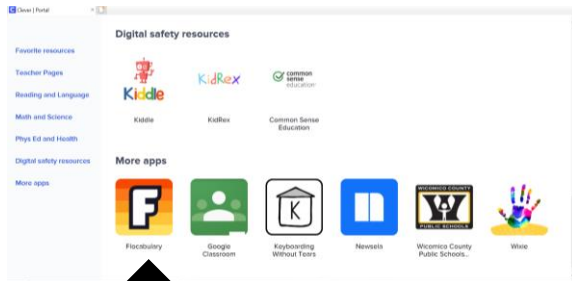 Clever | Portal
Digital safety resources
Favorite resources
Teacher Pages
Reading and Language
Math and Science
Phys Ed and Health
Digital safety resources
More apps
Kiddle
KidRex
common
sense
education
Kiddle
KidRex
Common Sense
Education
More apps
F
K
WICOMICO COUNTY
W
PUBLIC SCHOOLS
Flocabulary
Google
Classroom
Keyboarding
Without Tears
Newsela
Wicomico County
Public Schools..
Wixie